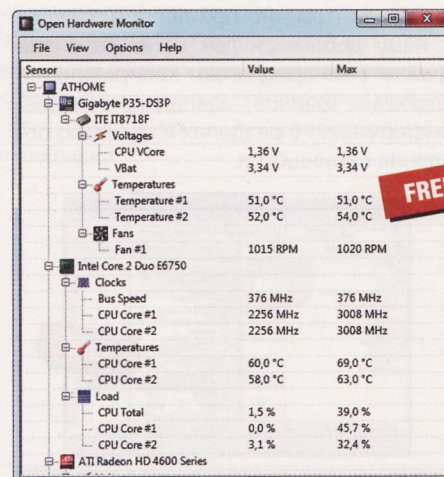 Open Hardware Monitor
File View Options Help
Sensor Value Max
ATHOME
Gigabyte P35-DS3P
ITE IT8718F
Voltages
CPU VCore 1,36 V 1,36 V
VBat 3,34 V 3,34 V
Temperatures
Temperature #1 51,0 °C 51,0 °C
Temperature #2 52,0 °C 54,0 °C
FREE
Fans
Fan #1 1015 RPM 1020 RPM
Intel Core 2 Duo E6750
Clocks
Bus Speed 376 MHz 376 MHz
CPU Core #1 2256 MHz 3008 MHz
CPU Core #2 2256 MHz 3008 MHz
Temperatures
CPU Core #1 60,0 °C 69,0 °C
CPU Core #2 58,0 °C 63,0 °C
Load
CPU Total 1,5 % 39,0 %
CPU Core #1 0,0 % 45,7 %
CPU Core #2 3,1 % 32,4 %
ATI Radeon HD 4600 Series